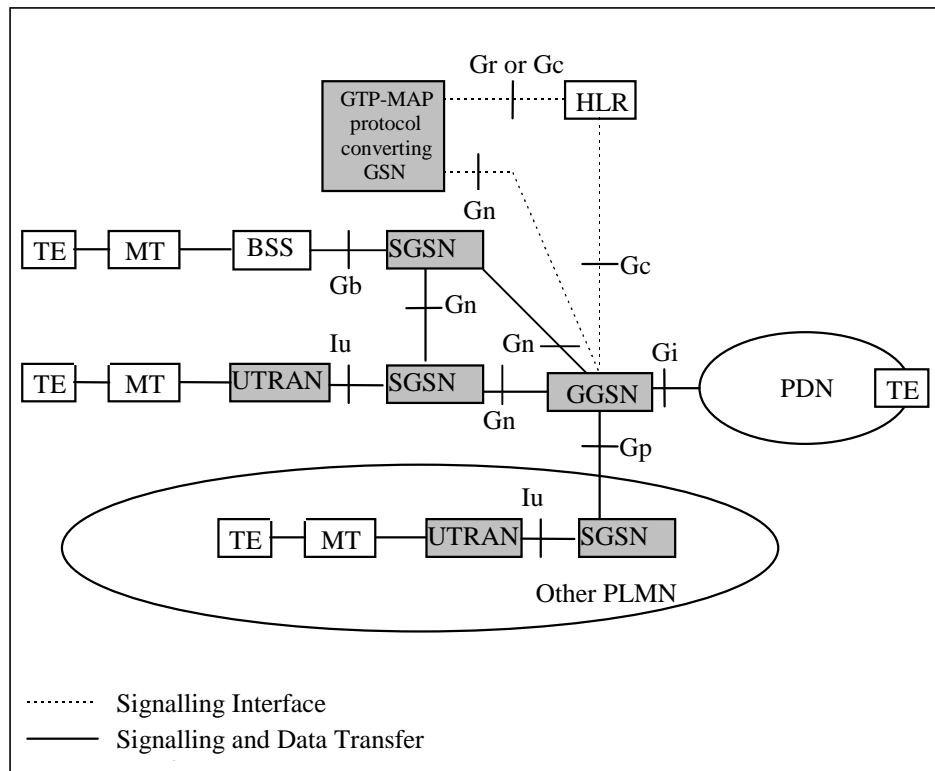 Gr or Gc
GTP-MAP
protocol
converting
GSN
HLR
Gn
TE
MT
BSS
SGSN
Gb
Gc
Gn
Gn
Iu
Gi
TE
MT
UTRAN
SGSN
Gn
GGSN
PDN
TE
Gp
Iu
TE
MT
UTRAN
SGSN
Other PLMN
Signalling Interface
Signalling and Data Transfer